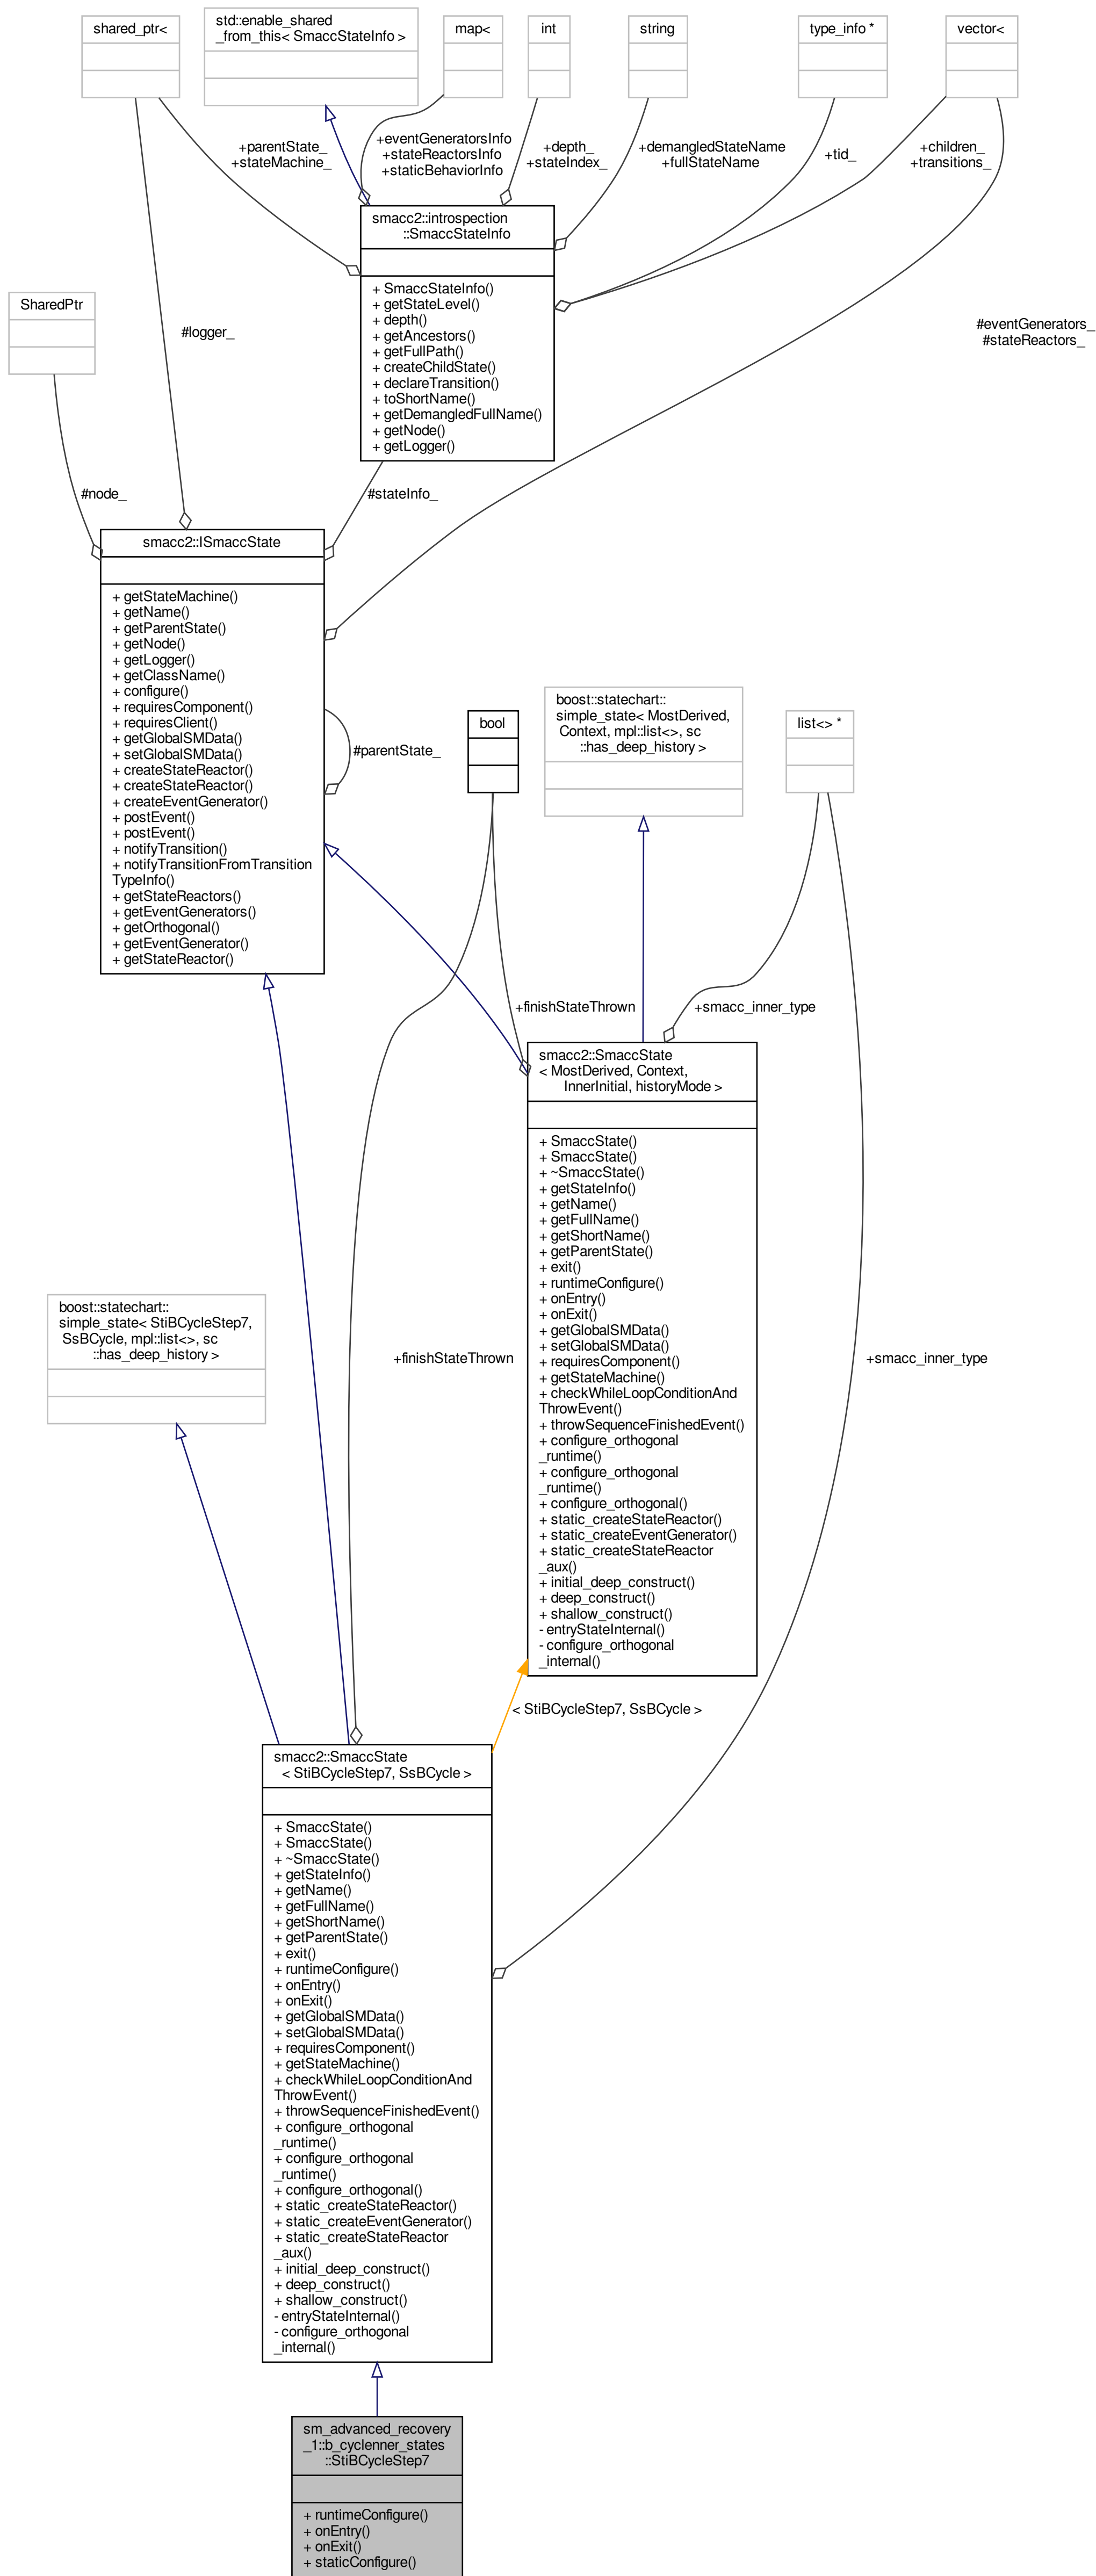 shared_ptr<
std::enable_shared
_from_this< SmaccStateInfo >
map<
int
string
type_info *
vector<
+parentState_
+stateMachine_
+eventGeneratorsInfo
+stateReactorsInfo
+staticBehaviorInfo
+depth_
+stateIndex_
+demangledStateName
+fullStateName
+tid_
+children_
+transitions_
smacc2::introspection
::SmaccStateInfo
+ SmaccStateInfo()
+ getStateLevel()
+ depth()
+ getAncestors()
+ getFullPath()
+ createChildState()
+ declareTransition()
+ toShortName()
+ getDemangledFullName()
+ getNode()
+ getLogger()
SharedPtr
#logger_
#eventGenerators_
#stateReactors_
#node_
#stateInfo_
smacc2::ISmaccState
+ getStateMachine()
+ getName()
+ getParentState()
+ getNode()
+ getLogger()
+ getClassName()
+ configure()
+ requiresComponent()
+ requiresClient()
+ getGlobalSMData()
+ setGlobalSMData()
+ createStateReactor()
+ createStateReactor()
+ createEventGenerator()
+ postEvent()
+ postEvent()
+ notifyTransition()
+ notifyTransitionFromTransition
TypeInfo()
+ getStateReactors()
+ getEventGenerators()
+ getOrthogonal()
+ getEventGenerator()
+ getStateReactor()
#parentState_
bool
boost::statechart::
simple_state< MostDerived,
Context, mpl::list<>, sc
::has_deep_history >
list<> *
+finishStateThrown
+smacc_inner_type
smacc2::SmaccState
< MostDerived, Context,
InnerInitial, historyMode >
+ SmaccState()
+ SmaccState()
+ ~SmaccState()
+ getStateInfo()
+ getName()
+ getFullName()
+ getShortName()
+ getParentState()
+ exit()
+ runtimeConfigure()
+ onEntry()
+ onExit()
+ getGlobalSMData()
+ setGlobalSMData()
+ requiresComponent()
+ getStateMachine()
+ checkWhileLoopConditionAnd
ThrowEvent()
+ throwSequenceFinishedEvent()
+ configure_orthogonal
_runtime()
+ configure_orthogonal
_runtime()
+ configure_orthogonal()
+ static_createStateReactor()
+ static_createEventGenerator()
+ static_createStateReactor
_aux()
+ initial_deep_construct()
+ deep_construct()
+ shallow_construct()
- entryStateInternal()
- configure_orthogonal
_internal()
boost::statechart::
simple_state< StiBCycleStep7,
SsBCycle, mpl::list<>, sc
::has_deep_history >
+finishStateThrown
+smacc_inner_type
< StiBCycleStep7, SsBCycle >
smacc2::SmaccState
< StiBCycleStep7, SsBCycle >
+ SmaccState()
+ SmaccState()
+ ~SmaccState()
+ getStateInfo()
+ getName()
+ getFullName()
+ getShortName()
+ getParentState()
+ exit()
+ runtimeConfigure()
+ onEntry()
+ onExit()
+ getGlobalSMData()
+ setGlobalSMData()
+ requiresComponent()
+ getStateMachine()
+ checkWhileLoopConditionAnd
ThrowEvent()
+ throwSequenceFinishedEvent()
+ configure_orthogonal
_runtime()
+ configure_orthogonal
_runtime()
+ configure_orthogonal()
+ static_createStateReactor()
+ static_createEventGenerator()
+ static_createStateReactor
_aux()
+ initial_deep_construct()
+ deep_construct()
+ shallow_construct()
- entryStateInternal()
- configure_orthogonal
_internal()
sm_advanced_recovery
_1::b_cyclenner_states
::StiBCycleStep7
+ runtimeConfigure()
+ onEntry()
+ onExit()
+ staticConfigure()